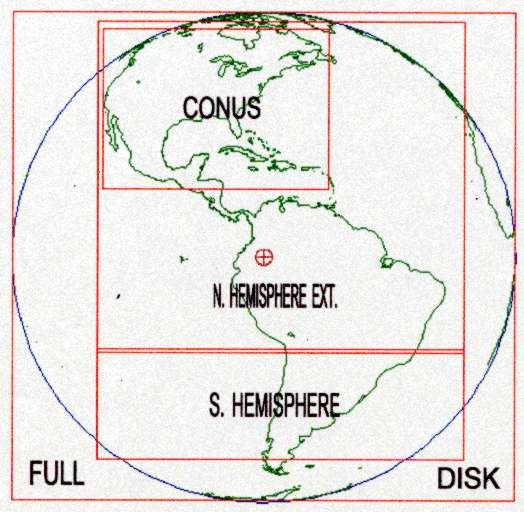 CONUS
N. HEMISPHERE EXT.
S. HEMISPHERE
FULL DISK